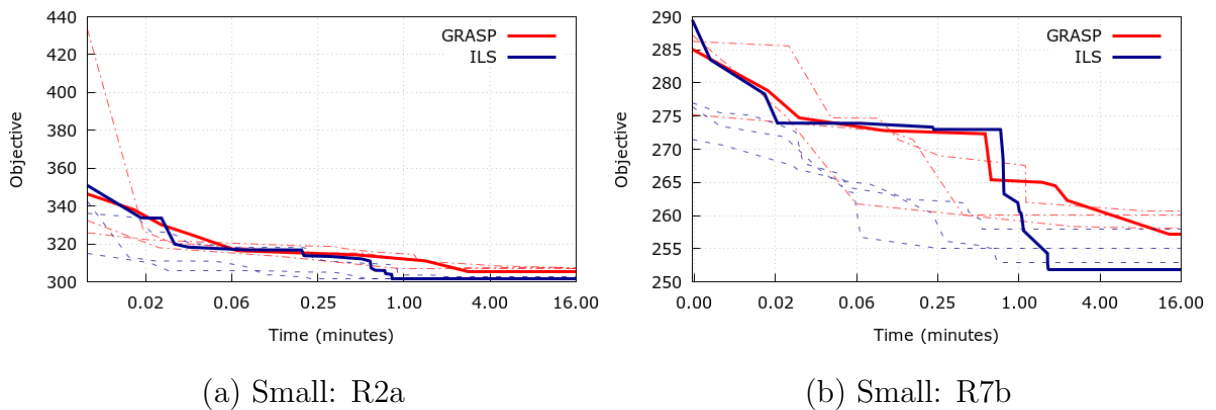 440
420
400
380
360
340
320
300
Objective
0.02 0.06 0.25 1.00 4.00 16.00
Time (minutes)
GRASP
ILS
(a) Small: R2a
290
285
280
275
270
265
260
255
250
Objective
0.00 0.02 0.06 0.25 1.00 4.00 16.00
Time (minutes)
GRASP
ILS
(b) Small: R7b